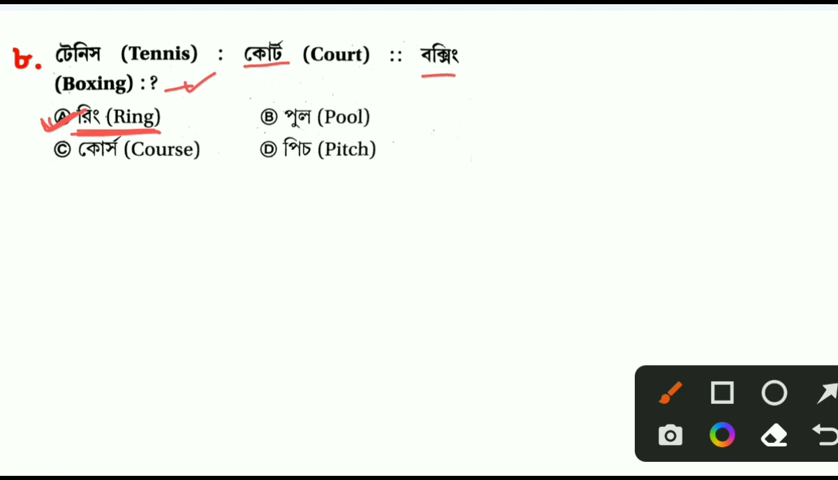 ৮. টেনিস (Tennis) : কোর্ট (Court) :: বক্সিং
(Boxing) : ?
Ⓐ রিং (Ring) Ⓑ পুল (Pool)
Ⓒ কোর্স (Course) Ⓓ পিচ (Pitch)